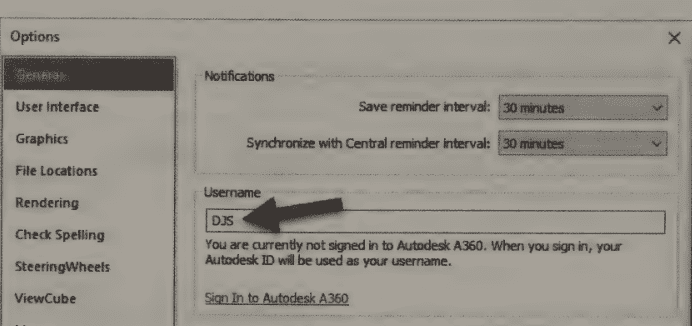 Options
General
User Interface
Graphics
File Locations
Rendering
Check Spelling
SteeringWheels
ViewCube
Notifications
Save reminder interval: 30 minutes
Synchronize with Central reminder interval: 30 minutes
Username
DJS
You are currently not signed in to Autodesk A360. When you sign in, your
Autodesk ID will be used as your username.
Sign In to Autodesk A360